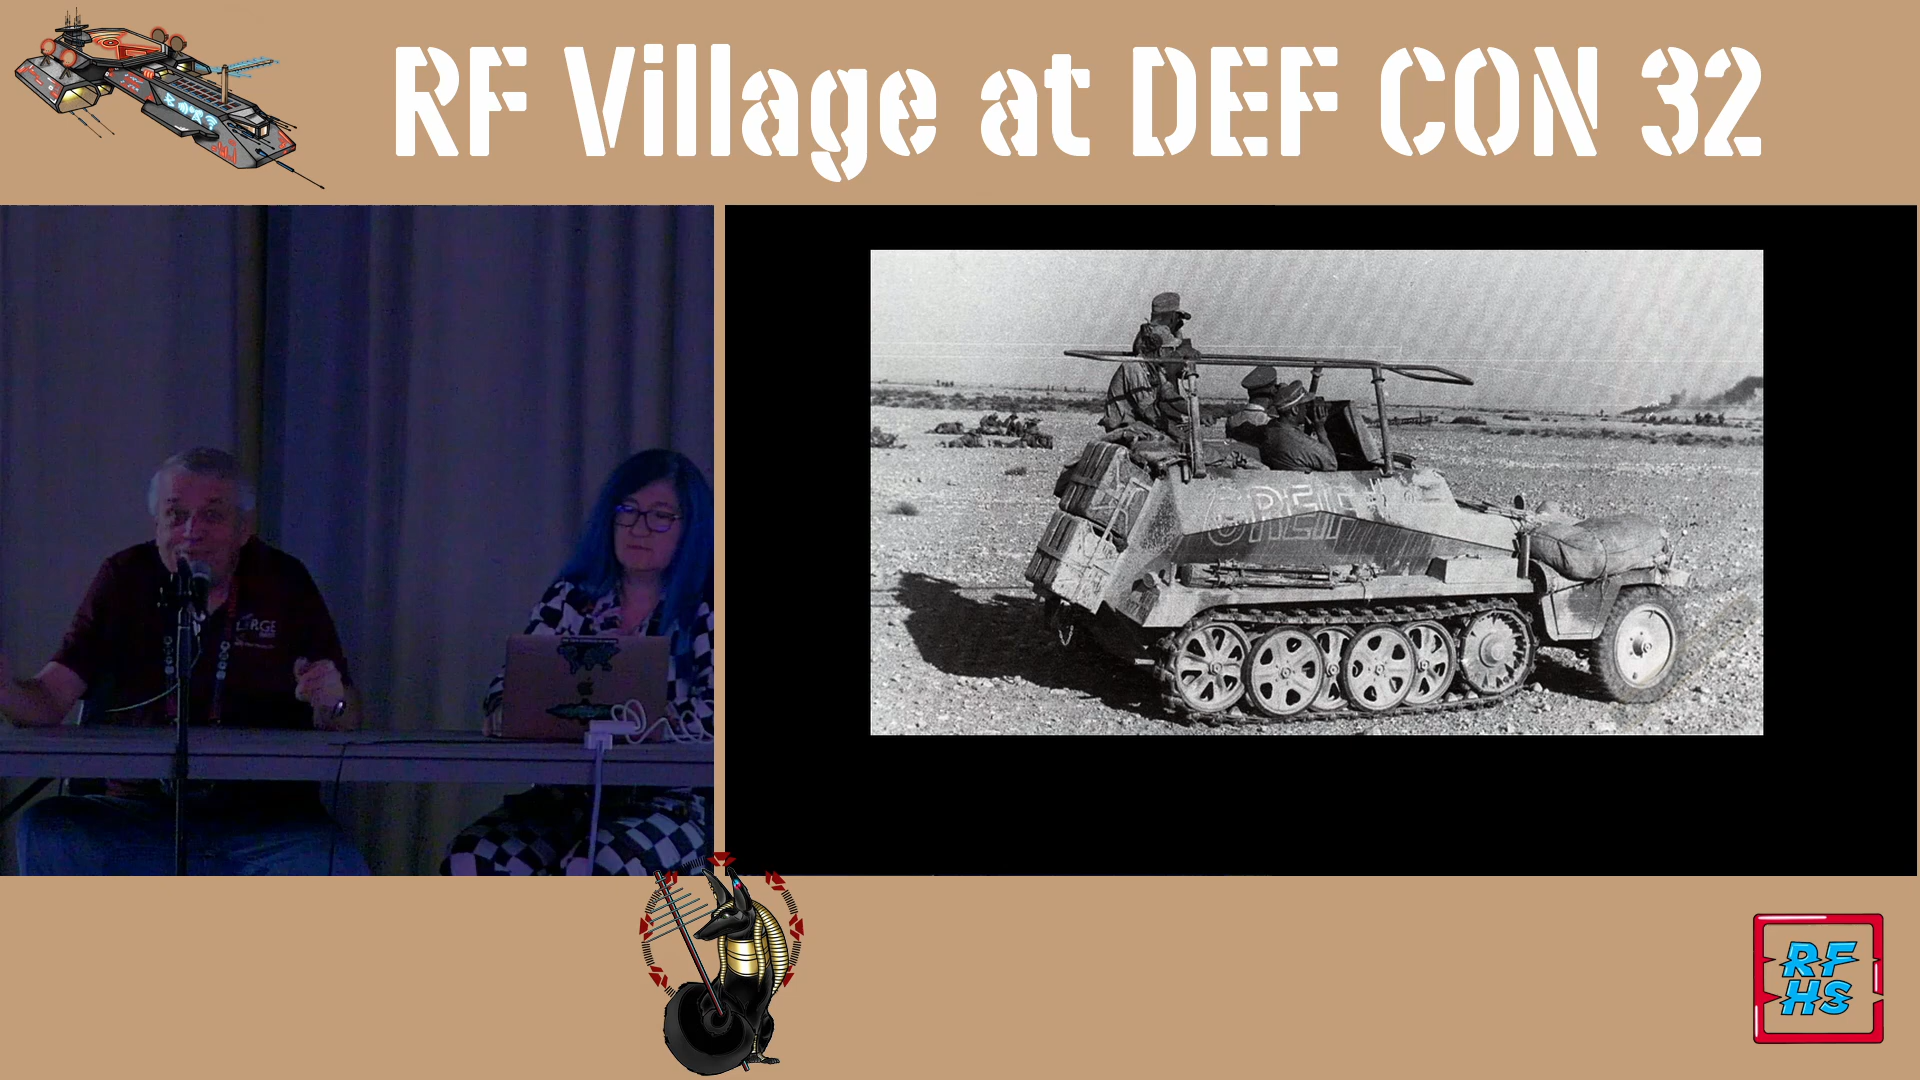 RF Village at DEF CON 32
GREIF
RF
HS